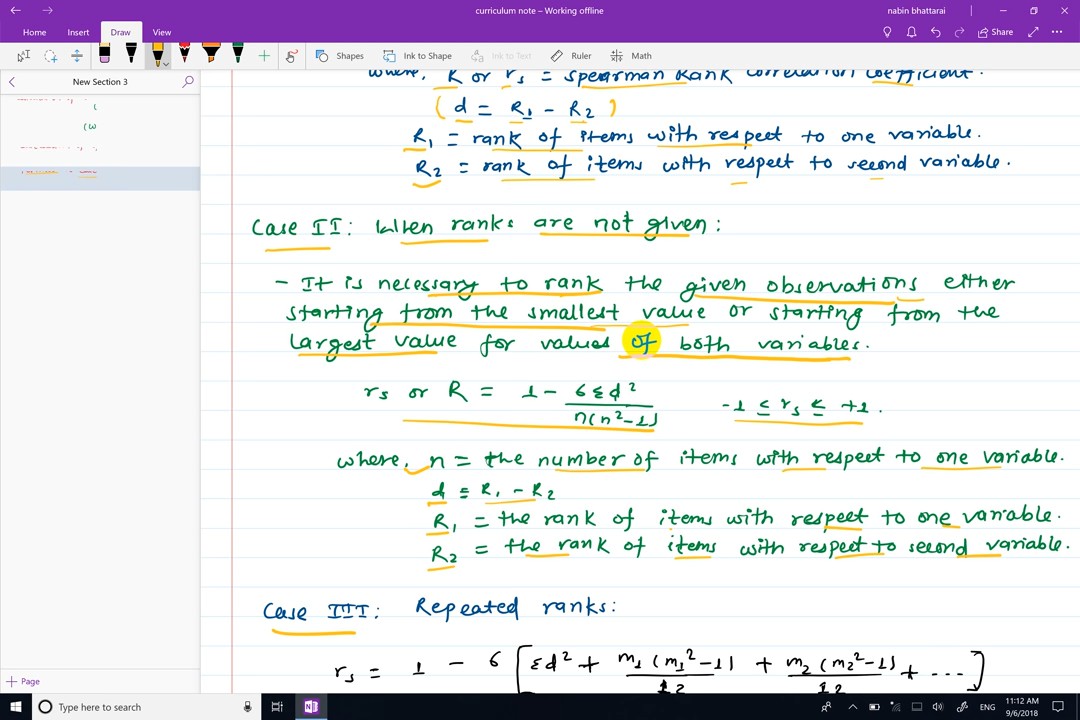 curriculum note – Working offline
nabin bhattarai
Home Insert Draw View
Share
Shapes Ink to Shape Ink to Text Ruler Math
New Section 3
where, R or rs = Spearman Rank correlation coefficient.
( d = R1 - R2 )
R1 = rank of items with respect to one variable.
R2 = rank of items with respect to second variable.
Case II: When ranks are not given:
- It is necessary to rank the given observations either
starting from the smallest value or starting from the
largest value for values of both variables.
rs or R = 1 - 6Σd² / n(n²-1) -1 ≤ rs ≤ +1.
where, n = the number of items with respect to one variable.
d = R1 - R2
R1 = the rank of items with respect to one variable.
R2 = the rank of items with respect to second variable.
Case III: Repeated ranks:
rs = 1 - 6 [ Σd² + m1(m1²-1) / 12 + m2(m2²-1) / 12 + ... ]
Page
Type here to search
ENG
11:12 AM
9/6/2018